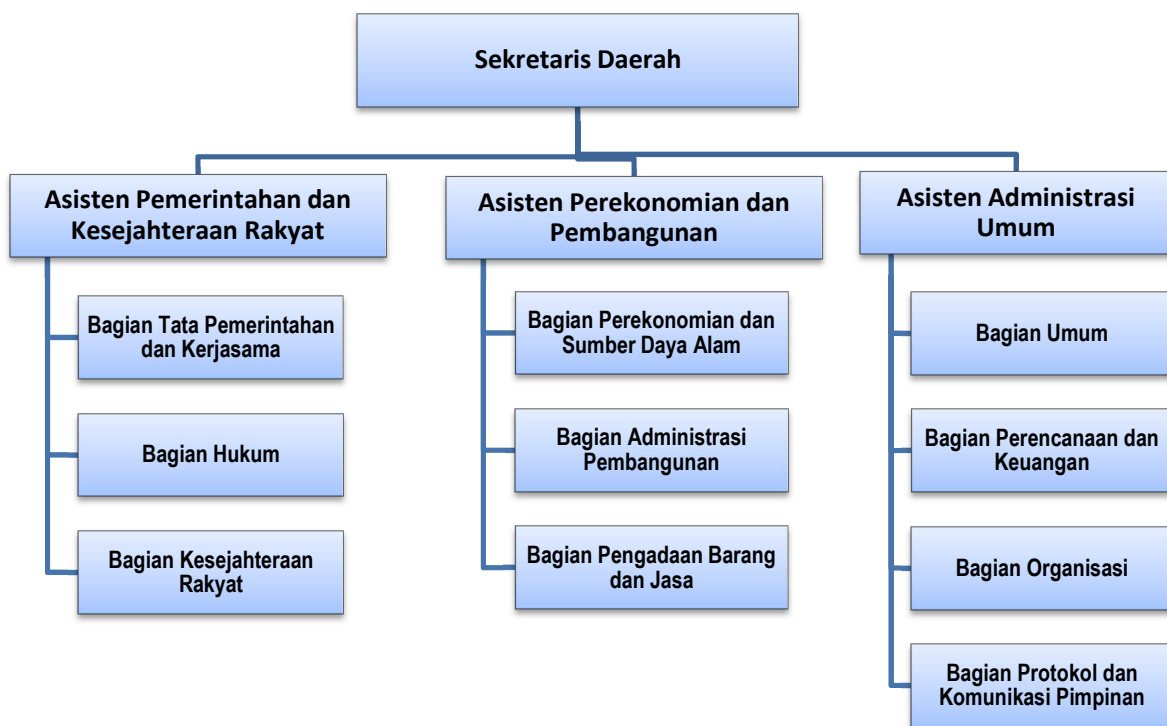 Sekretaris Daerah
Asisten Pemerintahan dan
Kesejahteraan Rakyat
Bagian Tata Pemerintahan
dan Kerjasama
Bagian Hukum
Bagian Kesejahteraan
Rakyat
Asisten Perekonomian dan
Pembangunan
Bagian Perekonomian dan
Sumber Daya Alam
Bagian Administrasi
Pembangunan
Bagian Pengadaan Barang
dan Jasa
Asisten Administrasi
Umum
Bagian Umum
Bagian Perencanaan dan
Keuangan
Bagian Organisasi
Bagian Protokol dan
Komunikasi Pimpinan